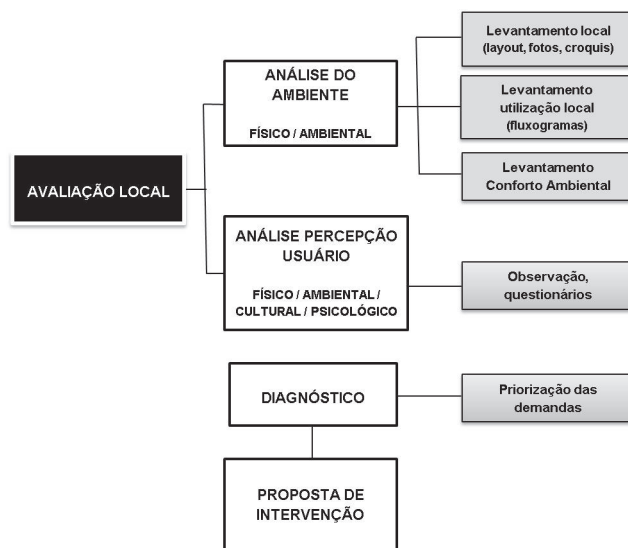 AVALIAÇÃO LOCAL
ANÁLISE DO
AMBIENTE
FÍSICO / AMBIENTAL
Levantamento local
(layout, fotos, croquis)
Levantamento
utilização local
(fluxogramas)
Levantamento
Conforto Ambiental
ANÁLISE PERCEPÇÃO
USUÁRIO
FÍSICO / AMBIENTAL /
CULTURAL / PSICOLÓGICO
Observação,
questionários
DIAGNÓSTICO
Priorização das
demandas
PROPOSTA DE
INTERVENÇÃO